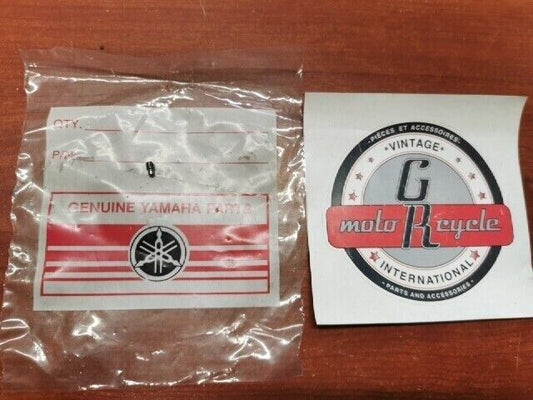 QTY.
P/N
GENUINE YAMAHA PARTS
- PIÈCES ET ACCESSOIRES -
VINTAGE
G
moto R cycle
INTERNATIONAL
- PARTS AND ACCESSORIES -